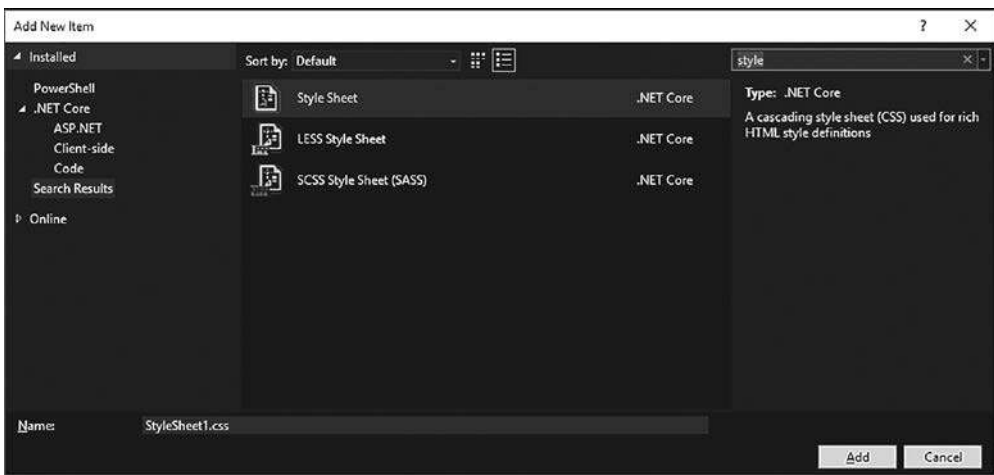 Add New Item
?
Installed
Sort by: Default
style
PowerShell
.NET Core
ASP.NET
Client-side
Code
Search Results
Online
Style Sheet .NET Core
LESS Style Sheet .NET Core
SCSS Style Sheet (SASS) .NET Core
Type: .NET Core
A cascading style sheet (CSS) used for rich
HTML style definitions
Name: StyleSheet1.css
Add Cancel